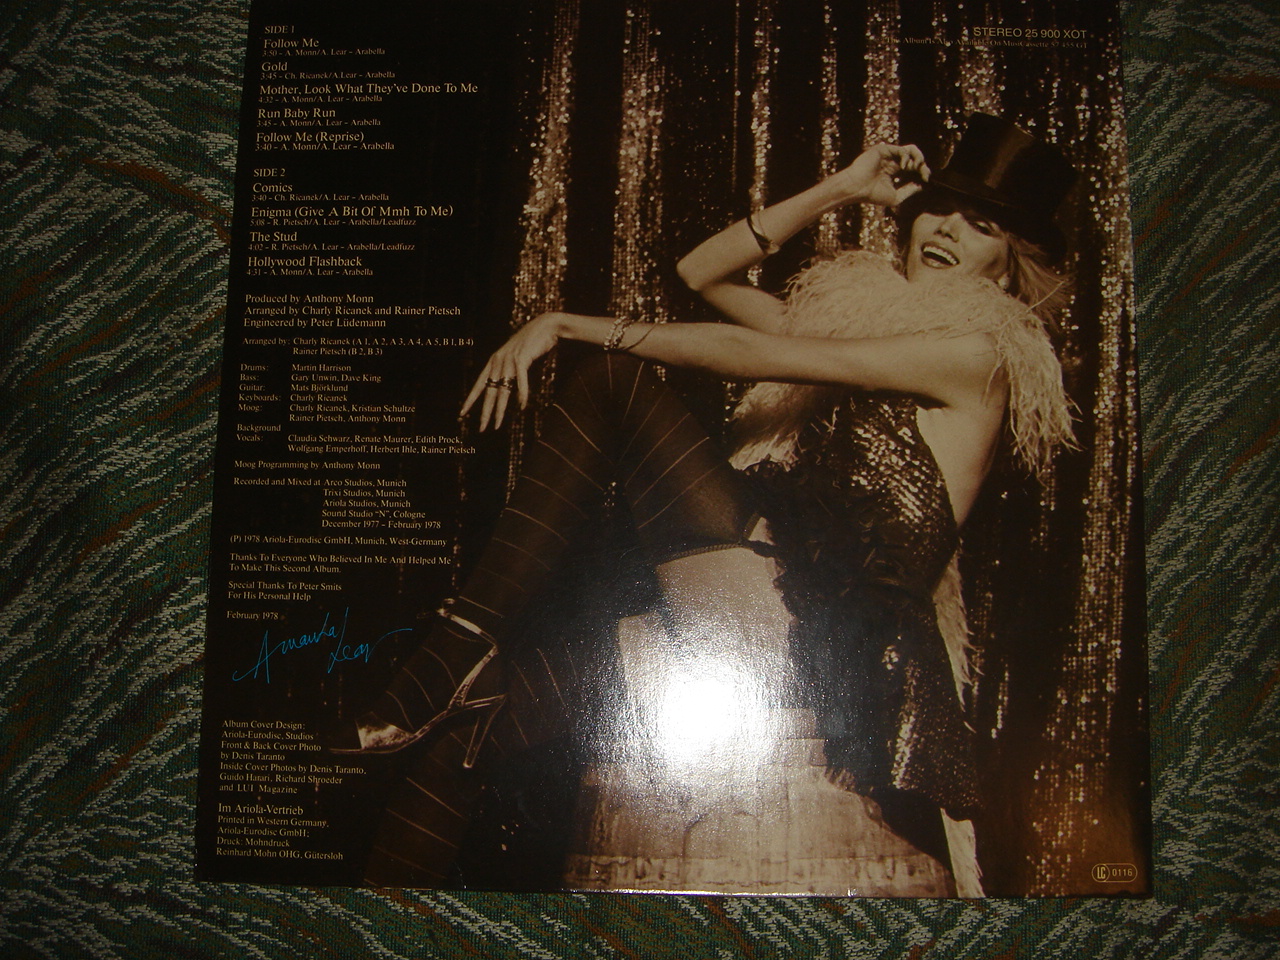 STEREO 25 900 XOT
SIDE 1
Follow Me
3:50 - A. Monn/A. Lear - Arabella
Gold
3:45 - Ch. Ricanek/A.Lear - Arabella
Mother, Look What They've Done To Me
4:32 - A. Monn/A. Lear - Arabella
Run Baby Run
3:45 - A. Monn/A. Lear - Arabella
Follow Me (Reprise)
3:40 - A. Monn/A. Lear - Arabella
SIDE 2
Comics
3:40 - Ch. Ricanek/A. Lear - Arabella
Enigma (Give A Bit Of Mmh To Me)
5:08 - R. Pietsch/A. Lear - Arabella/Leadfuzz
The Stud
4:02 - R. Pietsch/A. Lear - Arabella/Leadfuzz
Hollywood Flashback
4:31 - A. Monn/A. Lear - Arabella
Produced by Anthony Monn
Arranged by Charly Ricanek and Rainer Pietsch
Engineered by Peter Lüdemann
Arranged by: Charly Ricanek (A 1, A 2, A 3, A 4, A 5, B 1, B 4)
Rainer Pietsch (B 2, B 3)
Drums: Martin Harrison
Bass: Gary Unwin, Dave King
Guitar: Mats Björklund
Keyboards: Charly Ricanek
Moog: Charly Ricanek, Kristian Schultze
Rainer Pietsch, Anthony Monn
Background
Vocals: Claudia Schwarz, Renate Maurer, Edith Prock,
Wolfgang Emperhoff, Herbert Ihle, Rainer Pietsch
Moog Programming by Anthony Monn
Recorded and Mixed at Arco Studios, Munich
Trixi Studios, Munich
Ariola Studios, Munich
Sound Studio "N", Cologne
December 1977 - February 1978
(P) 1978 Ariola-Eurodisc GmbH, Munich, West-Germany
Thanks To Everyone Who Believed In Me And Helped Me
To Make This Second Album.
Special Thanks To Peter Smits
For His Personal Help
February 1978
Amanda Lear
Album Cover Design:
Ariola-Eurodisc, Studios
Front & Back Cover Photo
by Denis Taranto
Inside Cover Photos by Denis Taranto,
Guido Harari, Richard Shroeder
and LUI Magazine
Im Ariola-Vertrieb
Printed in Western Germany,
Ariola-Eurodisc GmbH;
Druck: Mohndruck
Reinhard Mohn OHG, Gütersloh
LC 0116